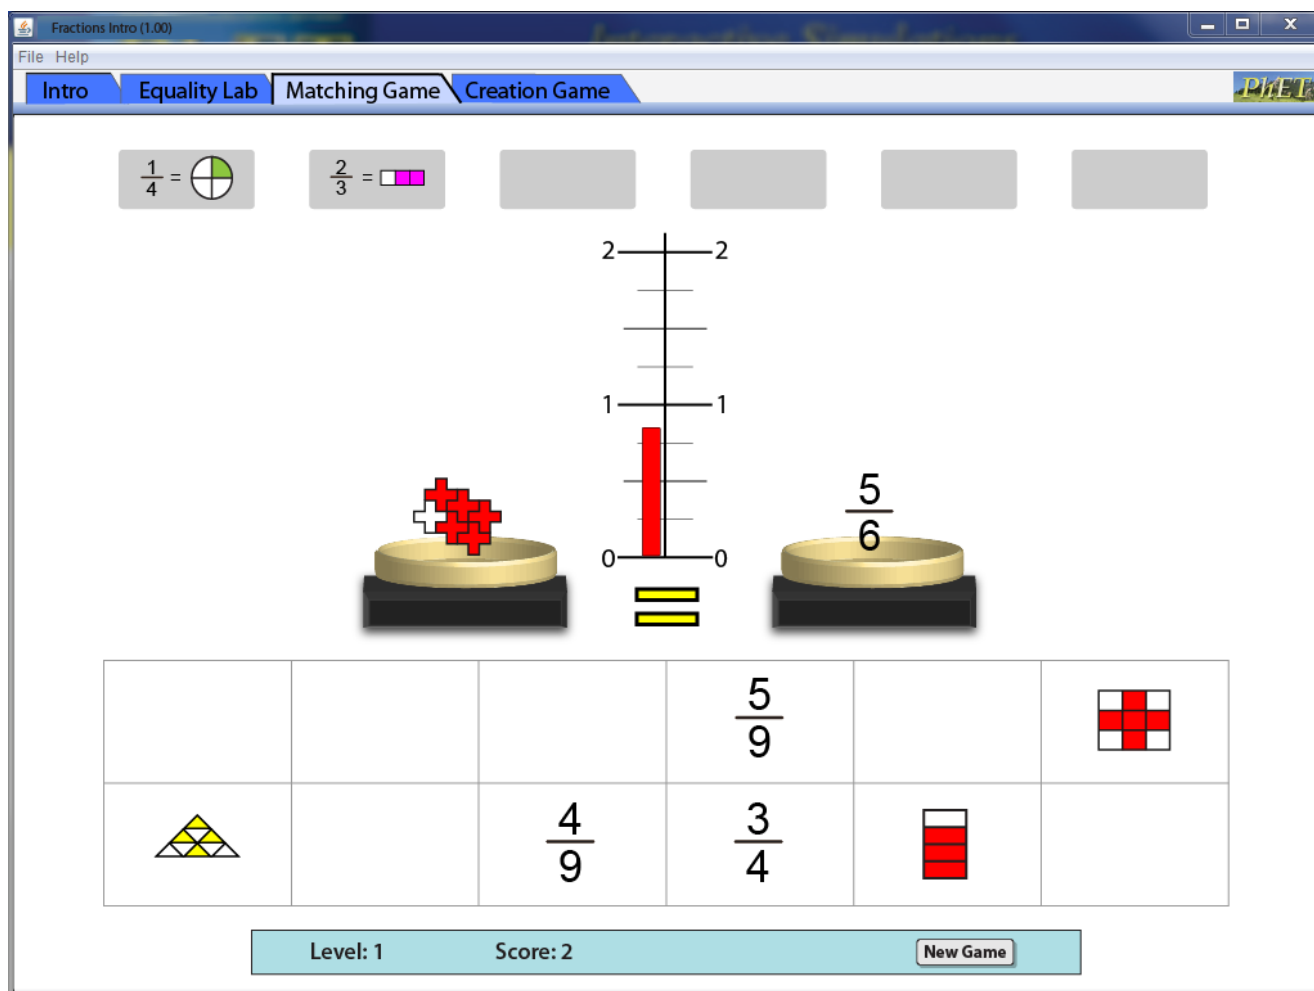 Fractions Intro (1.00)
Interactive Simulations
File Help
Intro Equality Lab Matching Game Creation Game
PhET
1/4 = 2/3 =
2 2
1 1
0 0
5/6
5/9
4/9 3/4
Level: 1 Score: 2 New Game